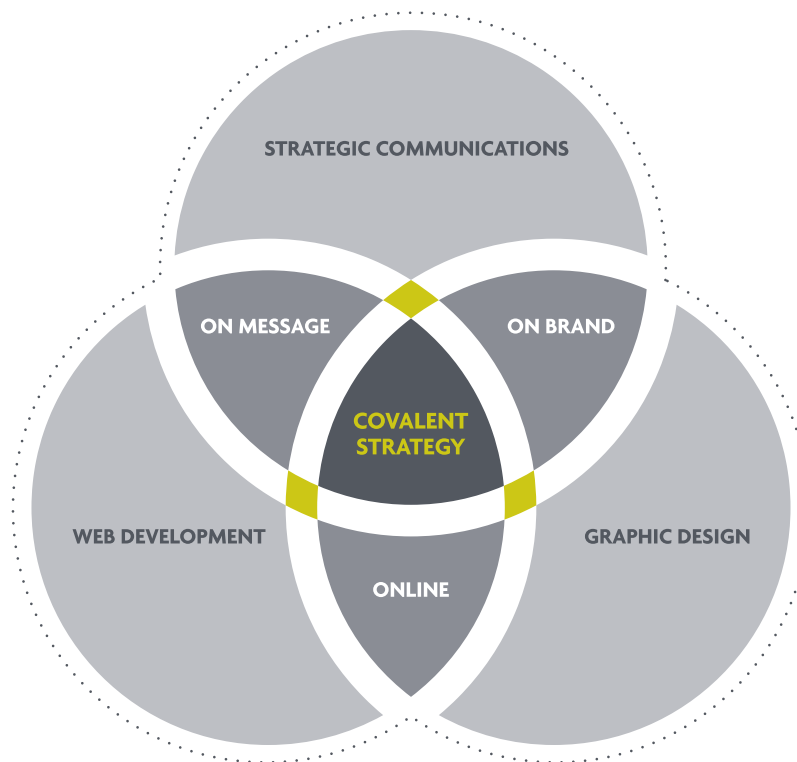 STRATEGIC COMMUNICATIONS
ON MESSAGE
ON BRAND
COVALENT
STRATEGY
WEB DEVELOPMENT
GRAPHIC DESIGN
ONLINE